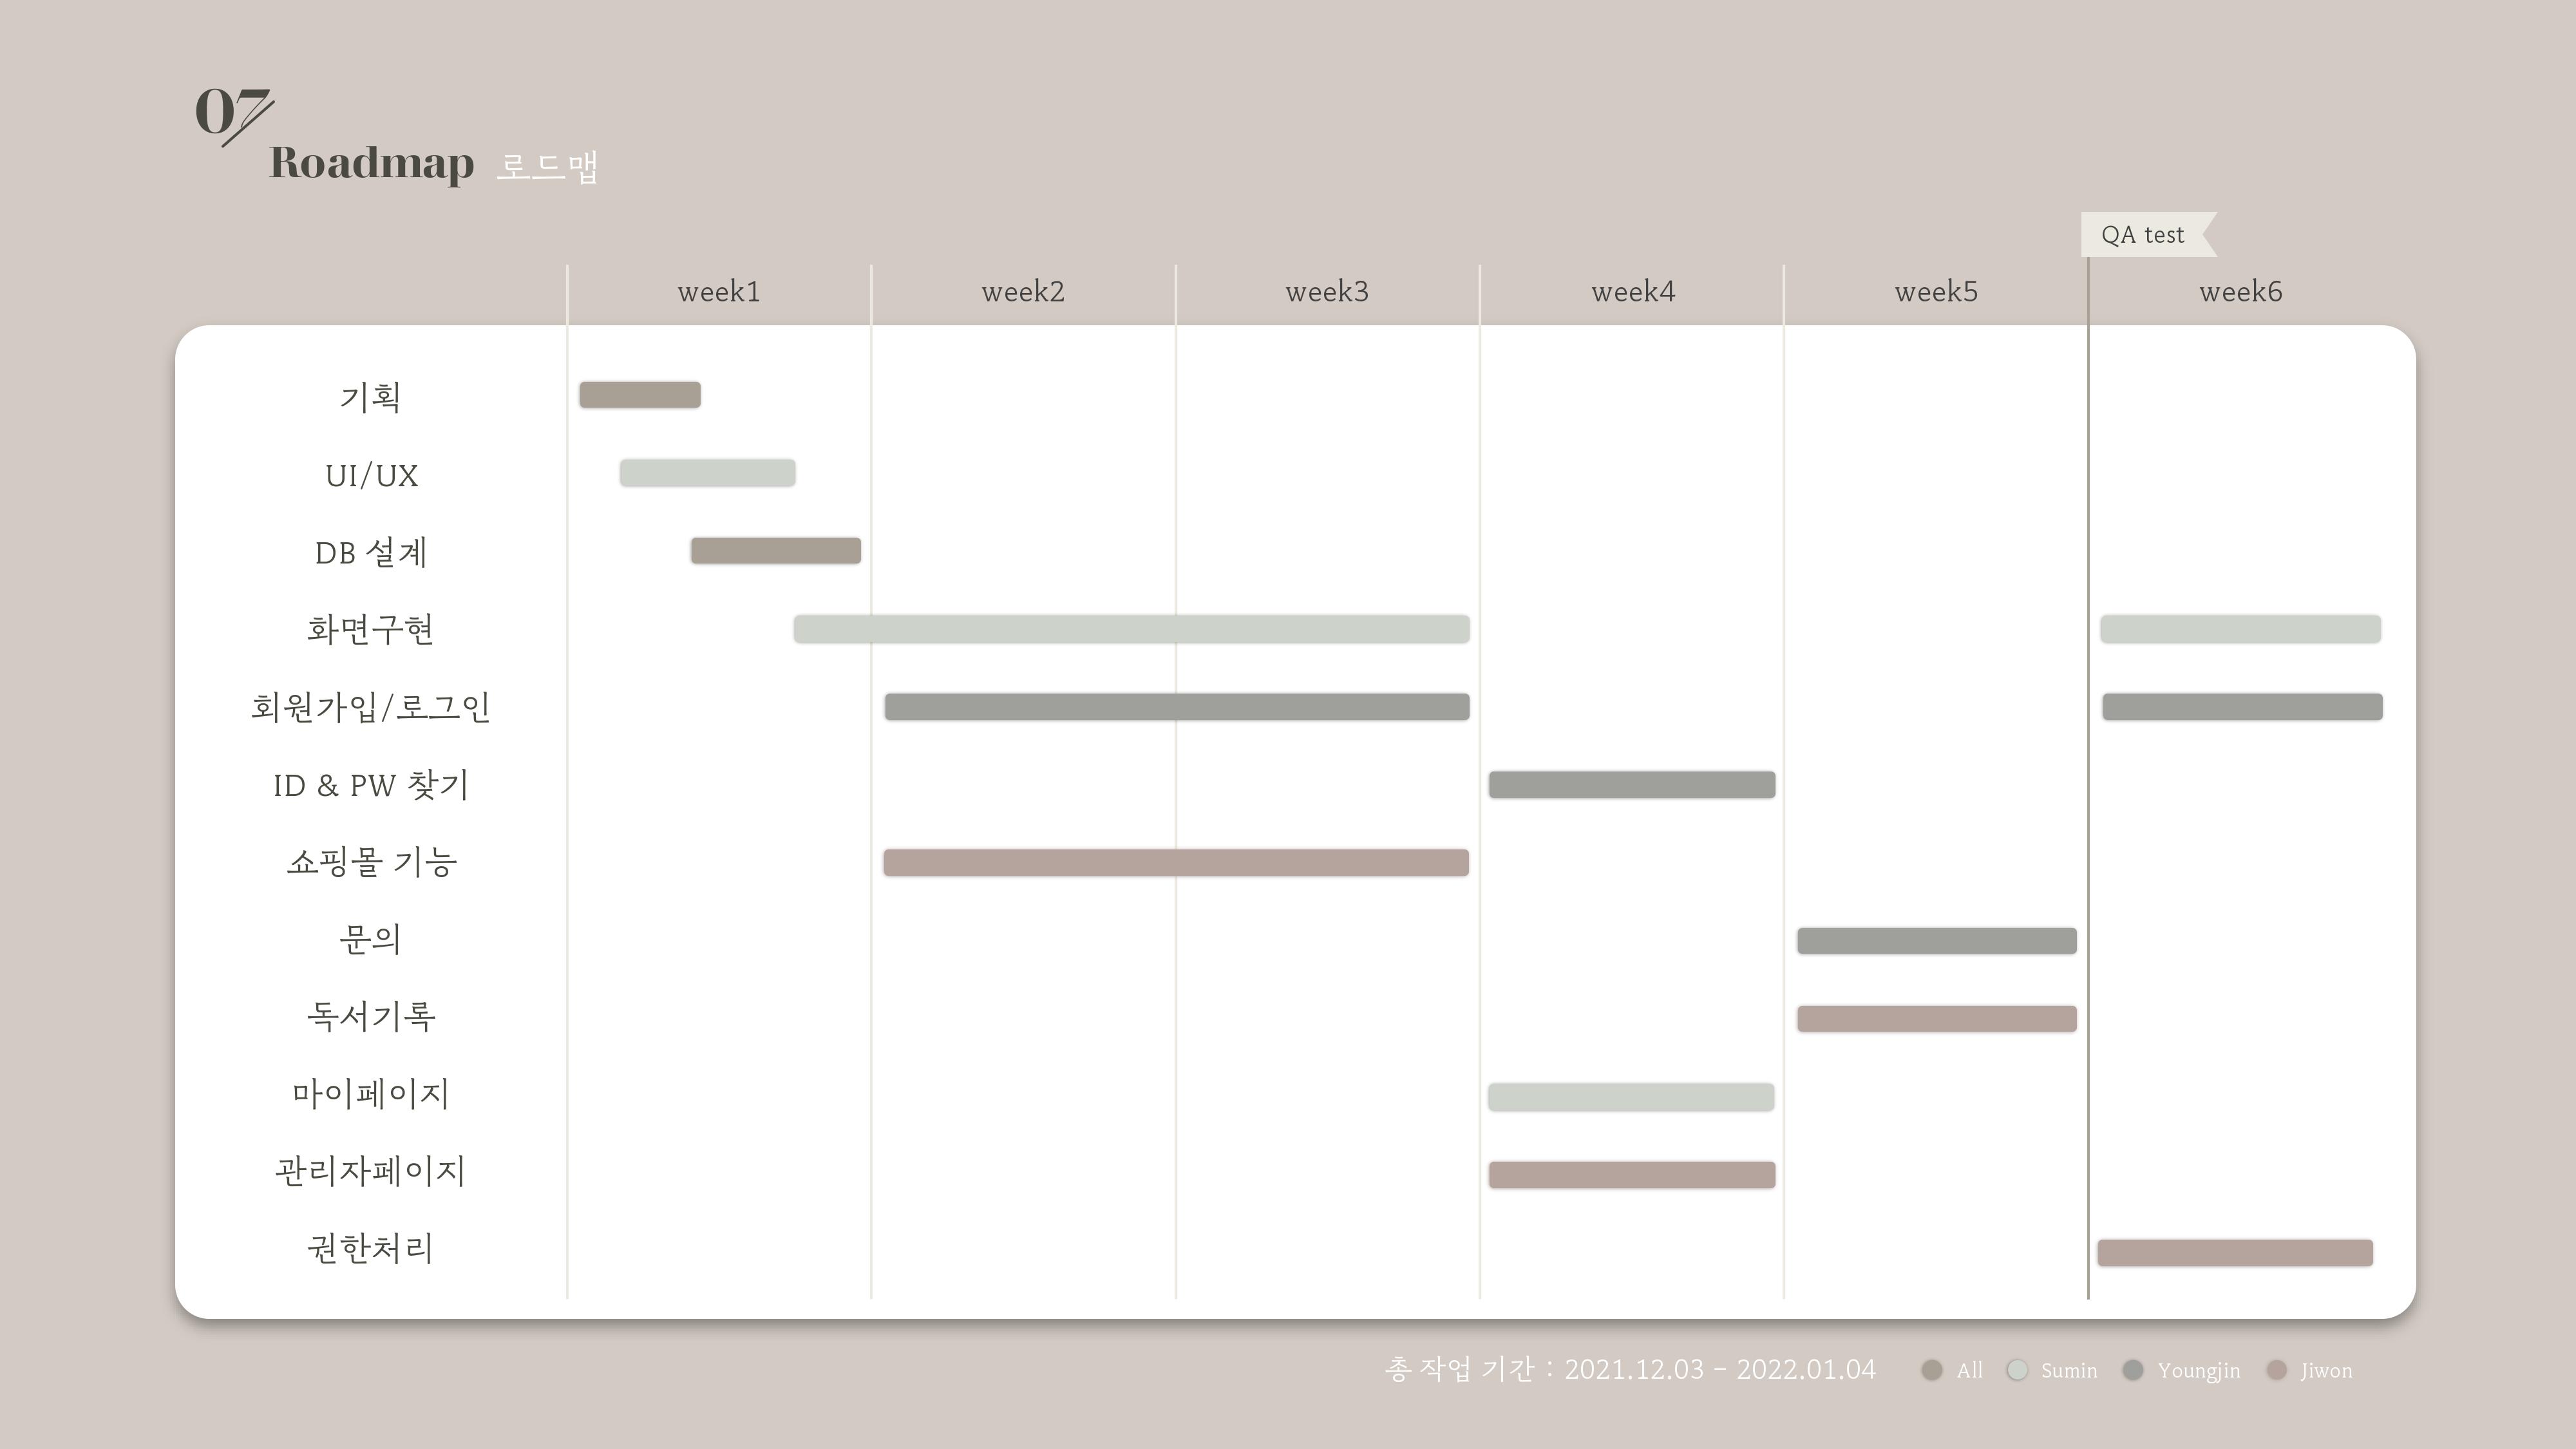 07
Roadmap 로드맵
QA test
week1 week2 week3 week4 week5 week6
기획
UI/UX
DB 설계
화면구현
회원가입/로그인
ID & PW 찾기
쇼핑몰 기능
문의
독서기록
마이페이지
관리자페이지
권한처리
총 작업 기간 : 2021.12.03 - 2022.01.04 All Sumin Youngjin Jiwon